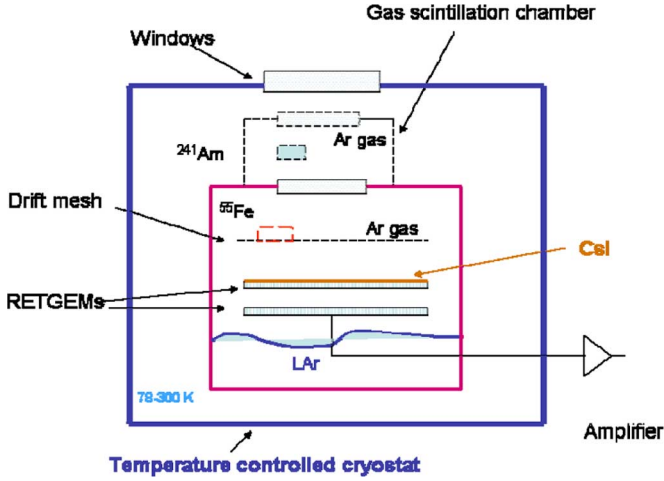 Gas scintillation chamber
Windows
Ar gas
241Am
55Fe
Drift mesh
Ar gas
CsI
RETGEMs
LAr
78-300 K
Amplifier
Temperature controlled cryostat